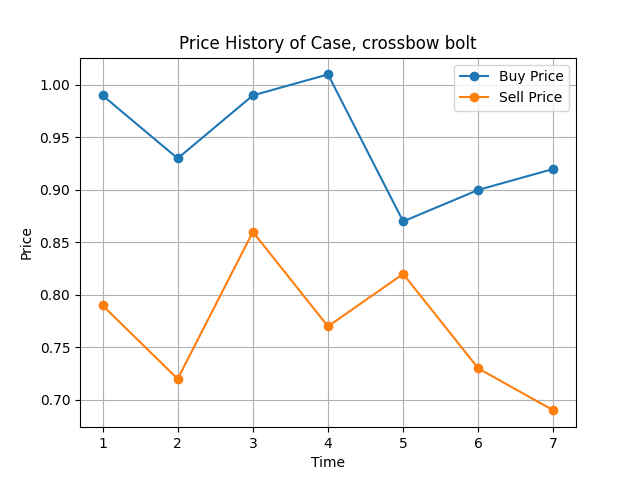 Price History of Case, crossbow bolt
Buy Price
Sell Price
1.00
0.95
0.90
0.85
0.80
0.75
0.70
Price
1 2 3 4 5 6 7
Time